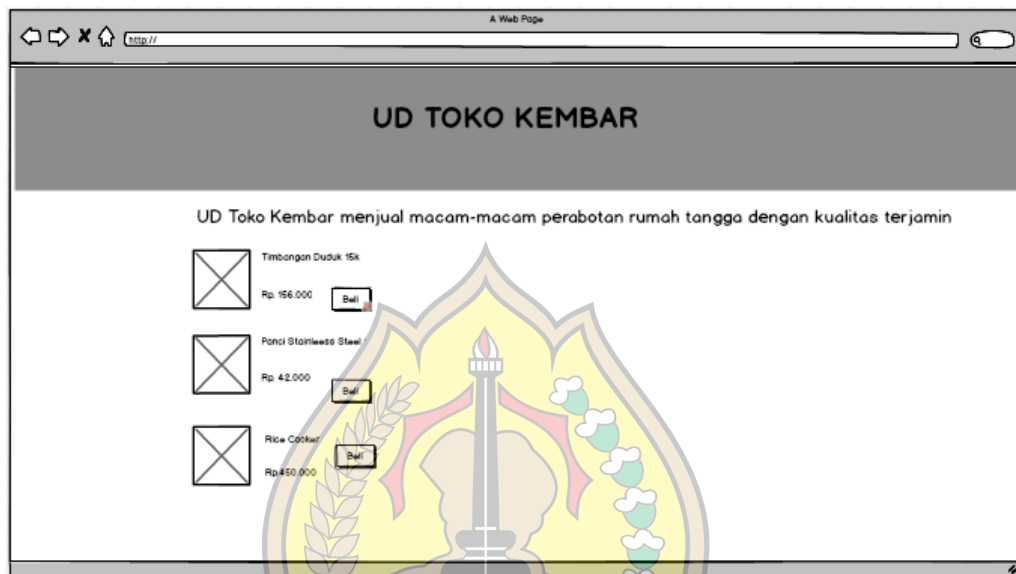 A Web Page
http://
UD TOKO KEMBAR
UD Toko Kembar menjual macam-macam perabotan rumah tangga dengan kualitas terjamin
Timbangan Duduk 15k
Rp. 156.000
Beli
Panci Stainleess Steel
Rp. 42.000
Beli
Rice Cooker
Beli
Rp.450.000